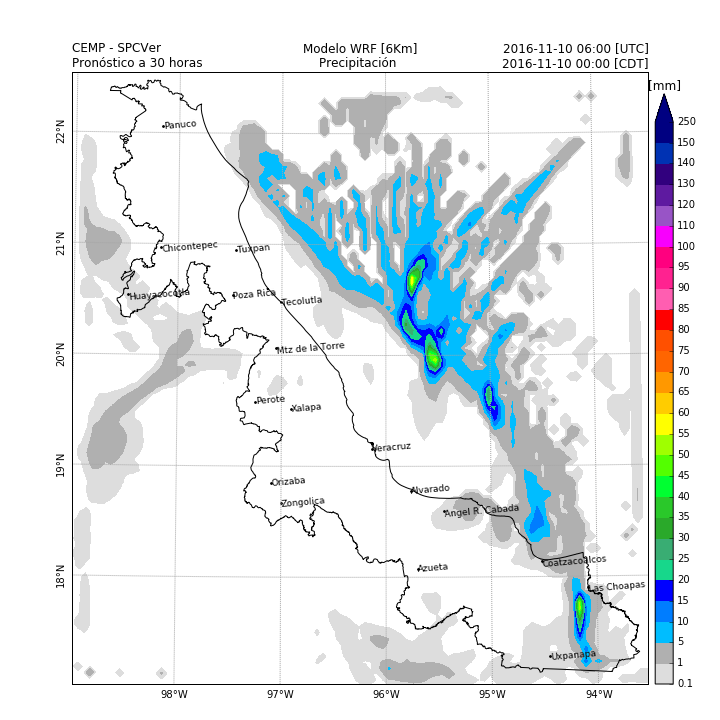 CEMP - SPCVer
Modelo WRF [6Km]
2016-11-10 06:00 [UTC]
Pronóstico a 30 horas
Precipitación
2016-11-10 00:00 [CDT]
[mm]
250
150
140
130
120
110
100
95
90
85
80
75
70
65
60
55
50
45
40
35
30
25
20
15
10
5
1
0.1
22°N
21°N
20°N
19°N
18°N
98°W
97°W
96°W
95°W
94°W
Panuco
Chicontepec
Tuxpan
Huayacocotla
Poza Rica
Tecolutla
Mtz de la Torre
Perote
Xalapa
Veracruz
Orizaba
Alvarado
Zongolica
Angel R. Cabada
Azueta
Coatzacoalcos
Las Choapas
Uxpanapa